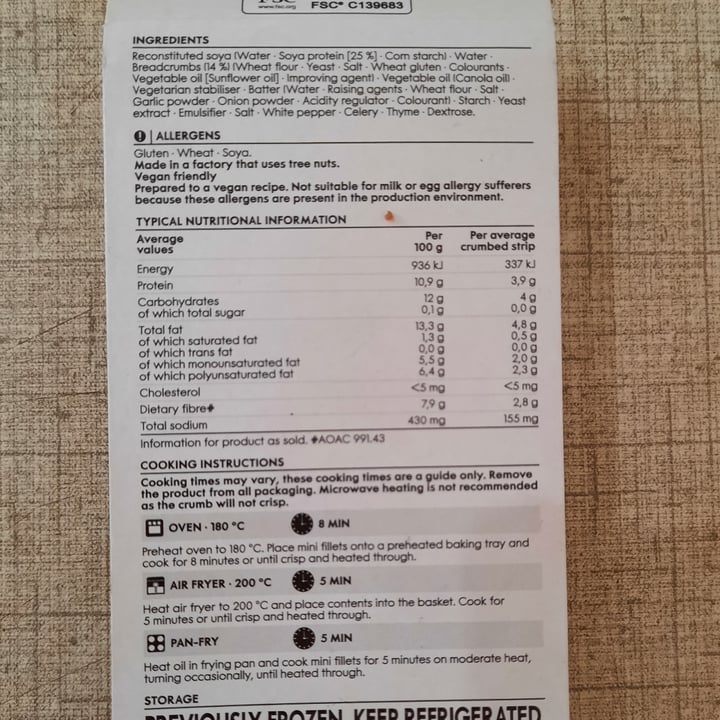 FSC
www.fsc.org FSC® C139683
INGREDIENTS
Reconstituted soya (Water · Soya protein [25 %] · Corn starch) · Water ·
Breadcrumbs (14 %) (Wheat flour · Yeast · Salt · Wheat gluten · Colourants ·
Vegetable oil [Sunflower oil] · Improving agent) · Vegetable oil (Canola oil) ·
Vegetarian stabiliser · Batter (Water · Raising agents · Wheat flour · Salt ·
Garlic powder · Onion powder · Acidity regulator · Colourant) · Starch · Yeast
extract · Emulsifier · Salt · White pepper · Celery · Thyme · Dextrose.
! | ALLERGENS
Gluten · Wheat · Soya.
Made in a factory that uses tree nuts.
Vegan friendly
Prepared to a vegan recipe. Not suitable for milk or egg allergy sufferers
because these allergens are present in the production environment.
TYPICAL NUTRITIONAL INFORMATION
Average values Per 100 g Per average crumbed strip
Energy 936 kJ 337 kJ
Protein 10,9 g 3,9 g
Carbohydrates 12 g 4 g
of which total sugar 0,1 g 0,0 g
Total fat 13,3 g 4,8 g
of which saturated fat 1,3 g 0,5 g
of which trans fat 0,0 g 0,0 g
of which monounsaturated fat 5,5 g 2,0 g
of which polyunsaturated fat 6,4 g 2,3 g
Cholesterol <5 mg <5 mg
Dietary fibre# 7,9 g 2,8 g
Total sodium 430 mg 155 mg
Information for product as sold. #AOAC 991.43
COOKING INSTRUCTIONS
Cooking times may vary, these cooking times are a guide only. Remove
the product from all packaging. Microwave heating is not recommended
as the crumb will not crisp.
OVEN · 180 °C 8 MIN
Preheat oven to 180 °C. Place mini fillets onto a preheated baking tray and
cook for 8 minutes or until crisp and heated through.
AIR FRYER · 200 °C 5 MIN
Heat air fryer to 200 °C and place contents into the basket. Cook for
5 minutes or until crisp and heated through.
PAN-FRY 5 MIN
Heat oil in frying pan and cook mini fillets for 5 minutes on moderate heat,
turning occasionally, until heated through.
STORAGE
PREVIOUSLY FROZEN, KEEP REFRIGERATED